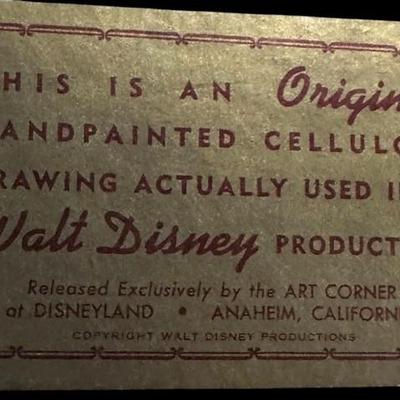 HIS IS AN Origin
ANDPAINTED CELLULO
RAWING ACTUALLY USED I
Walt Disney PRODUCT
Released Exclusively by the ART CORNER
at DISNEYLAND • ANAHEIM, CALIFORN
COPYRIGHT WALT DISNEY PRODUCTIONS